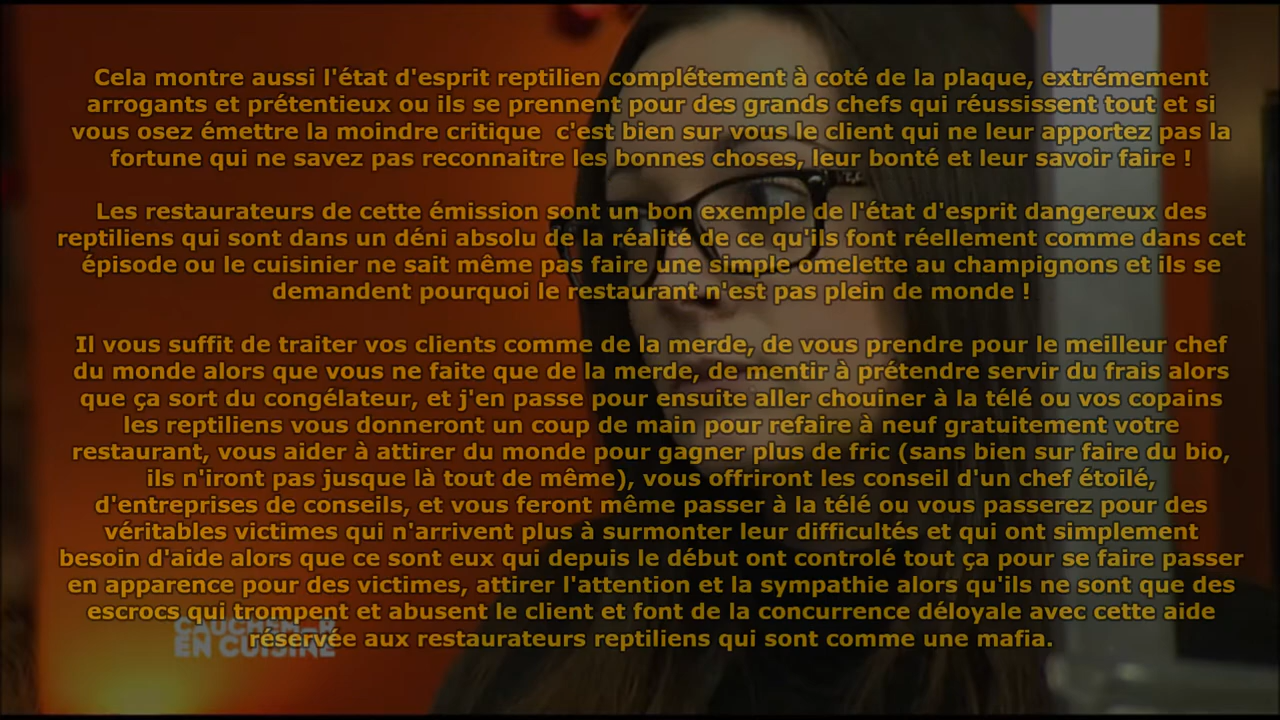 Cela montre aussi l'état d'esprit reptilien complétement à coté de la plaque, extrémement
arrogants et prétentieux ou ils se prennent pour des grands chefs qui réussissent tout et si
vous osez émettre la moindre critique  c'est bien sur vous le client qui ne leur apportez pas la
fortune qui ne savez pas reconnaitre les bonnes choses, leur bonté et leur savoir faire !
Les restaurateurs de cette émission sont un bon exemple de l'état d'esprit dangereux des
reptiliens qui sont dans un déni absolu de la réalité de ce qu'ils font réellement comme dans cet
épisode ou le cuisinier ne sait même pas faire une simple omelette au champignons et ils se
demandent pourquoi le restaurant n'est pas plein de monde !
Il vous suffit de traiter vos clients comme de la merde, de vous prendre pour le meilleur chef
du monde alors que vous ne faite que de la merde, de mentir à prétendre servir du frais alors
que ça sort du congélateur, et j'en passe pour ensuite aller chouiner à la télé ou vos copains
les reptiliens vous donneront un coup de main pour refaire à neuf gratuitement votre
restaurant, vous aider à attirer du monde pour gagner plus de fric (sans bien sur faire du bio,
ils n'iront pas jusque là tout de même), vous offriront les conseil d'un chef étoilé,
d'entreprises de conseils, et vous feront même passer à la télé ou vous passerez pour des
véritables victimes qui n'arrivent plus à surmonter leur difficultés et qui ont simplement
besoin d'aide alors que ce sont eux qui depuis le début ont controlé tout ça pour se faire passer
en apparence pour des victimes, attirer l'attention et la sympathie alors qu'ils ne sont que des
escrocs qui trompent et abusent le client et font de la concurrence déloyale avec cette aide
réservée aux restaurateurs reptiliens qui sont comme une mafia.
EN CUISINE